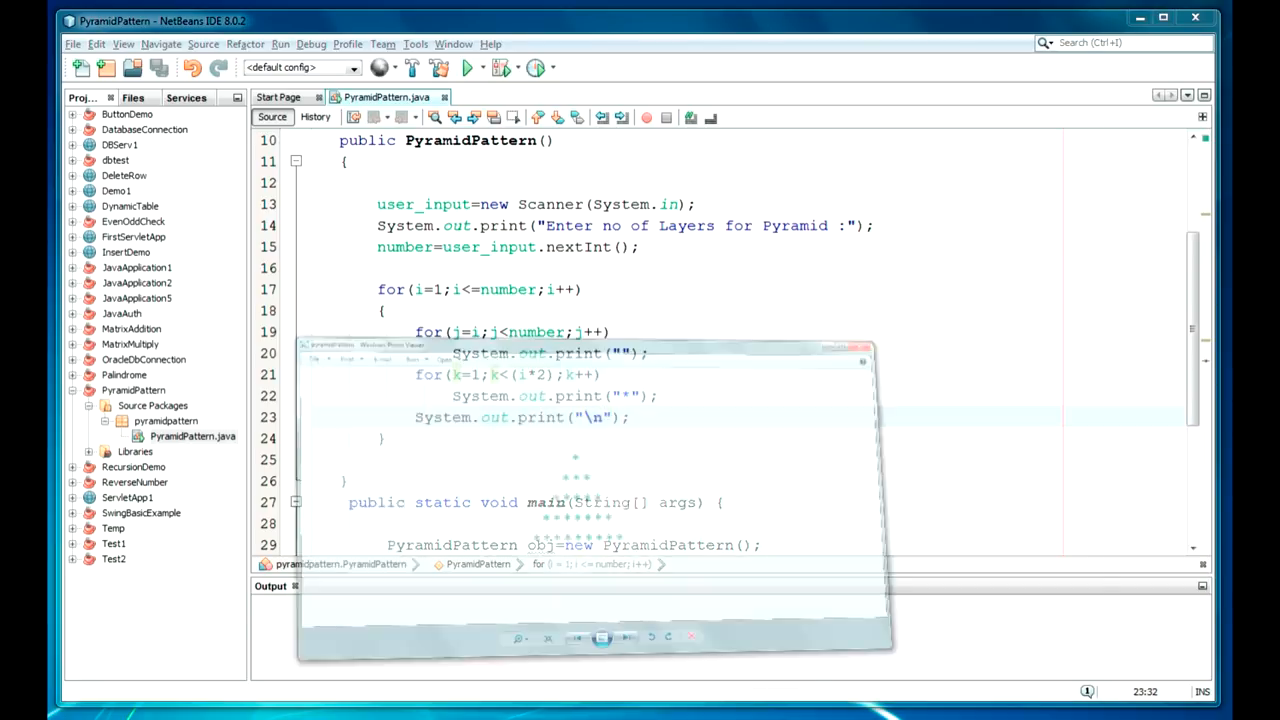 PyramidPattern - NetBeans IDE 8.0.2
File Edit View Navigate Source Refactor Run Debug Profile Team Tools Window Help
Search (Ctrl+I)
<default config>
Proj... Files Services
ButtonDemo
DatabaseConnection
DBServ1
dbtest
DeleteRow
Demo1
DynamicTable
EvenOddCheck
FirstServletApp
InsertDemo
JavaApplication1
JavaApplication2
JavaApplication5
JavaAuth
MatrixAddition
MatrixMultiply
OracleDbConnection
Palindrome
PyramidPattern
Source Packages
pyramidpattern
PyramidPattern.java
Libraries
RecursionDemo
ReverseNumber
ServletApp1
SwingBasicExample
Temp
Test1
Test2
Start Page PyramidPattern.java
Source History
10 public PyramidPattern()
11 {
12
13 user_input=new Scanner(System.in);
14 System.out.print("Enter no of Layers for Pyramid :");
15 number=user_input.nextInt();
16
17 for(i=1;i<=number;i++)
18 {
19 for(j=i;j<number;j++)
20 System.out.print("");
21 for(k=1;k<(i*2);k++)
22 System.out.print("*");
23 System.out.print("\n");
24 }
25
26 }
27 public static void main(String[] args) {
28
29 PyramidPattern obj=new PyramidPattern();
*
***
*****
*******
*********
pyramidpattern.PyramidPattern PyramidPattern for (i = 1; i <= number; i++)
Output
23:32 INS